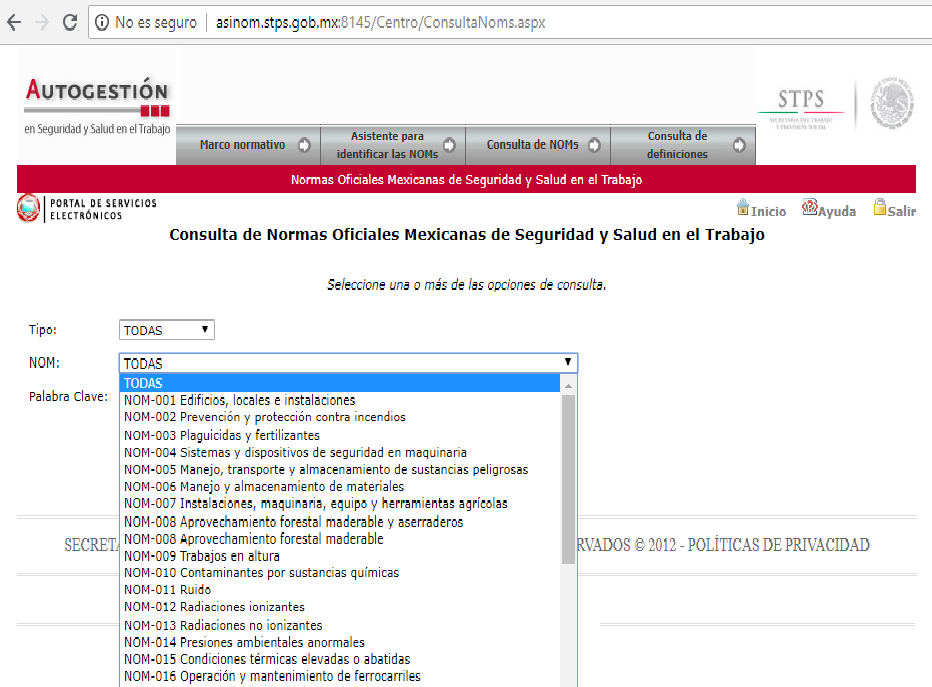 No es seguro | asinom.stps.gob.mx:8145/Centro/ConsultaNoms.aspx
AUTOGESTIÓN
en Seguridad y Salud en el Trabajo
STPS
SECRETARÍA DEL TRABAJO
Y PREVISIÓN SOCIAL
Marco normativo
Asistente para
identificar las NOMs
Consulta de NOMs
Consulta de
definiciones
Normas Oficiales Mexicanas de Seguridad y Salud en el Trabajo
PORTAL DE SERVICIOS
ELECTRÓNICOS
Inicio Ayuda Salir
Consulta de Normas Oficiales Mexicanas de Seguridad y Salud en el Trabajo
Seleccione una o más de las opciones de consulta.
Tipo: TODAS
NOM: TODAS
Palabra Clave:
TODAS
NOM-001 Edificios, locales e instalaciones
NOM-002 Prevención y protección contra incendios
NOM-003 Plaguicidas y fertilizantes
NOM-004 Sistemas y dispositivos de seguridad en maquinaria
NOM-005 Manejo, transporte y almacenamiento de sustancias peligrosas
NOM-006 Manejo y almacenamiento de materiales
NOM-007 Instalaciones, maquinaria, equipo y herramientas agrícolas
NOM-008 Aprovechamiento forestal maderable y aserraderos
NOM-008 Aprovechamiento forestal maderable
NOM-009 Trabajos en altura
NOM-010 Contaminantes por sustancias químicas
NOM-011 Ruido
NOM-012 Radiaciones ionizantes
NOM-013 Radiaciones no ionizantes
NOM-014 Presiones ambientales anormales
NOM-015 Condiciones térmicas elevadas o abatidas
NOM-016 Operación y mantenimiento de ferrocarriles
SECRETA
RVADOS © 2012 - POLÍTICAS DE PRIVACIDAD